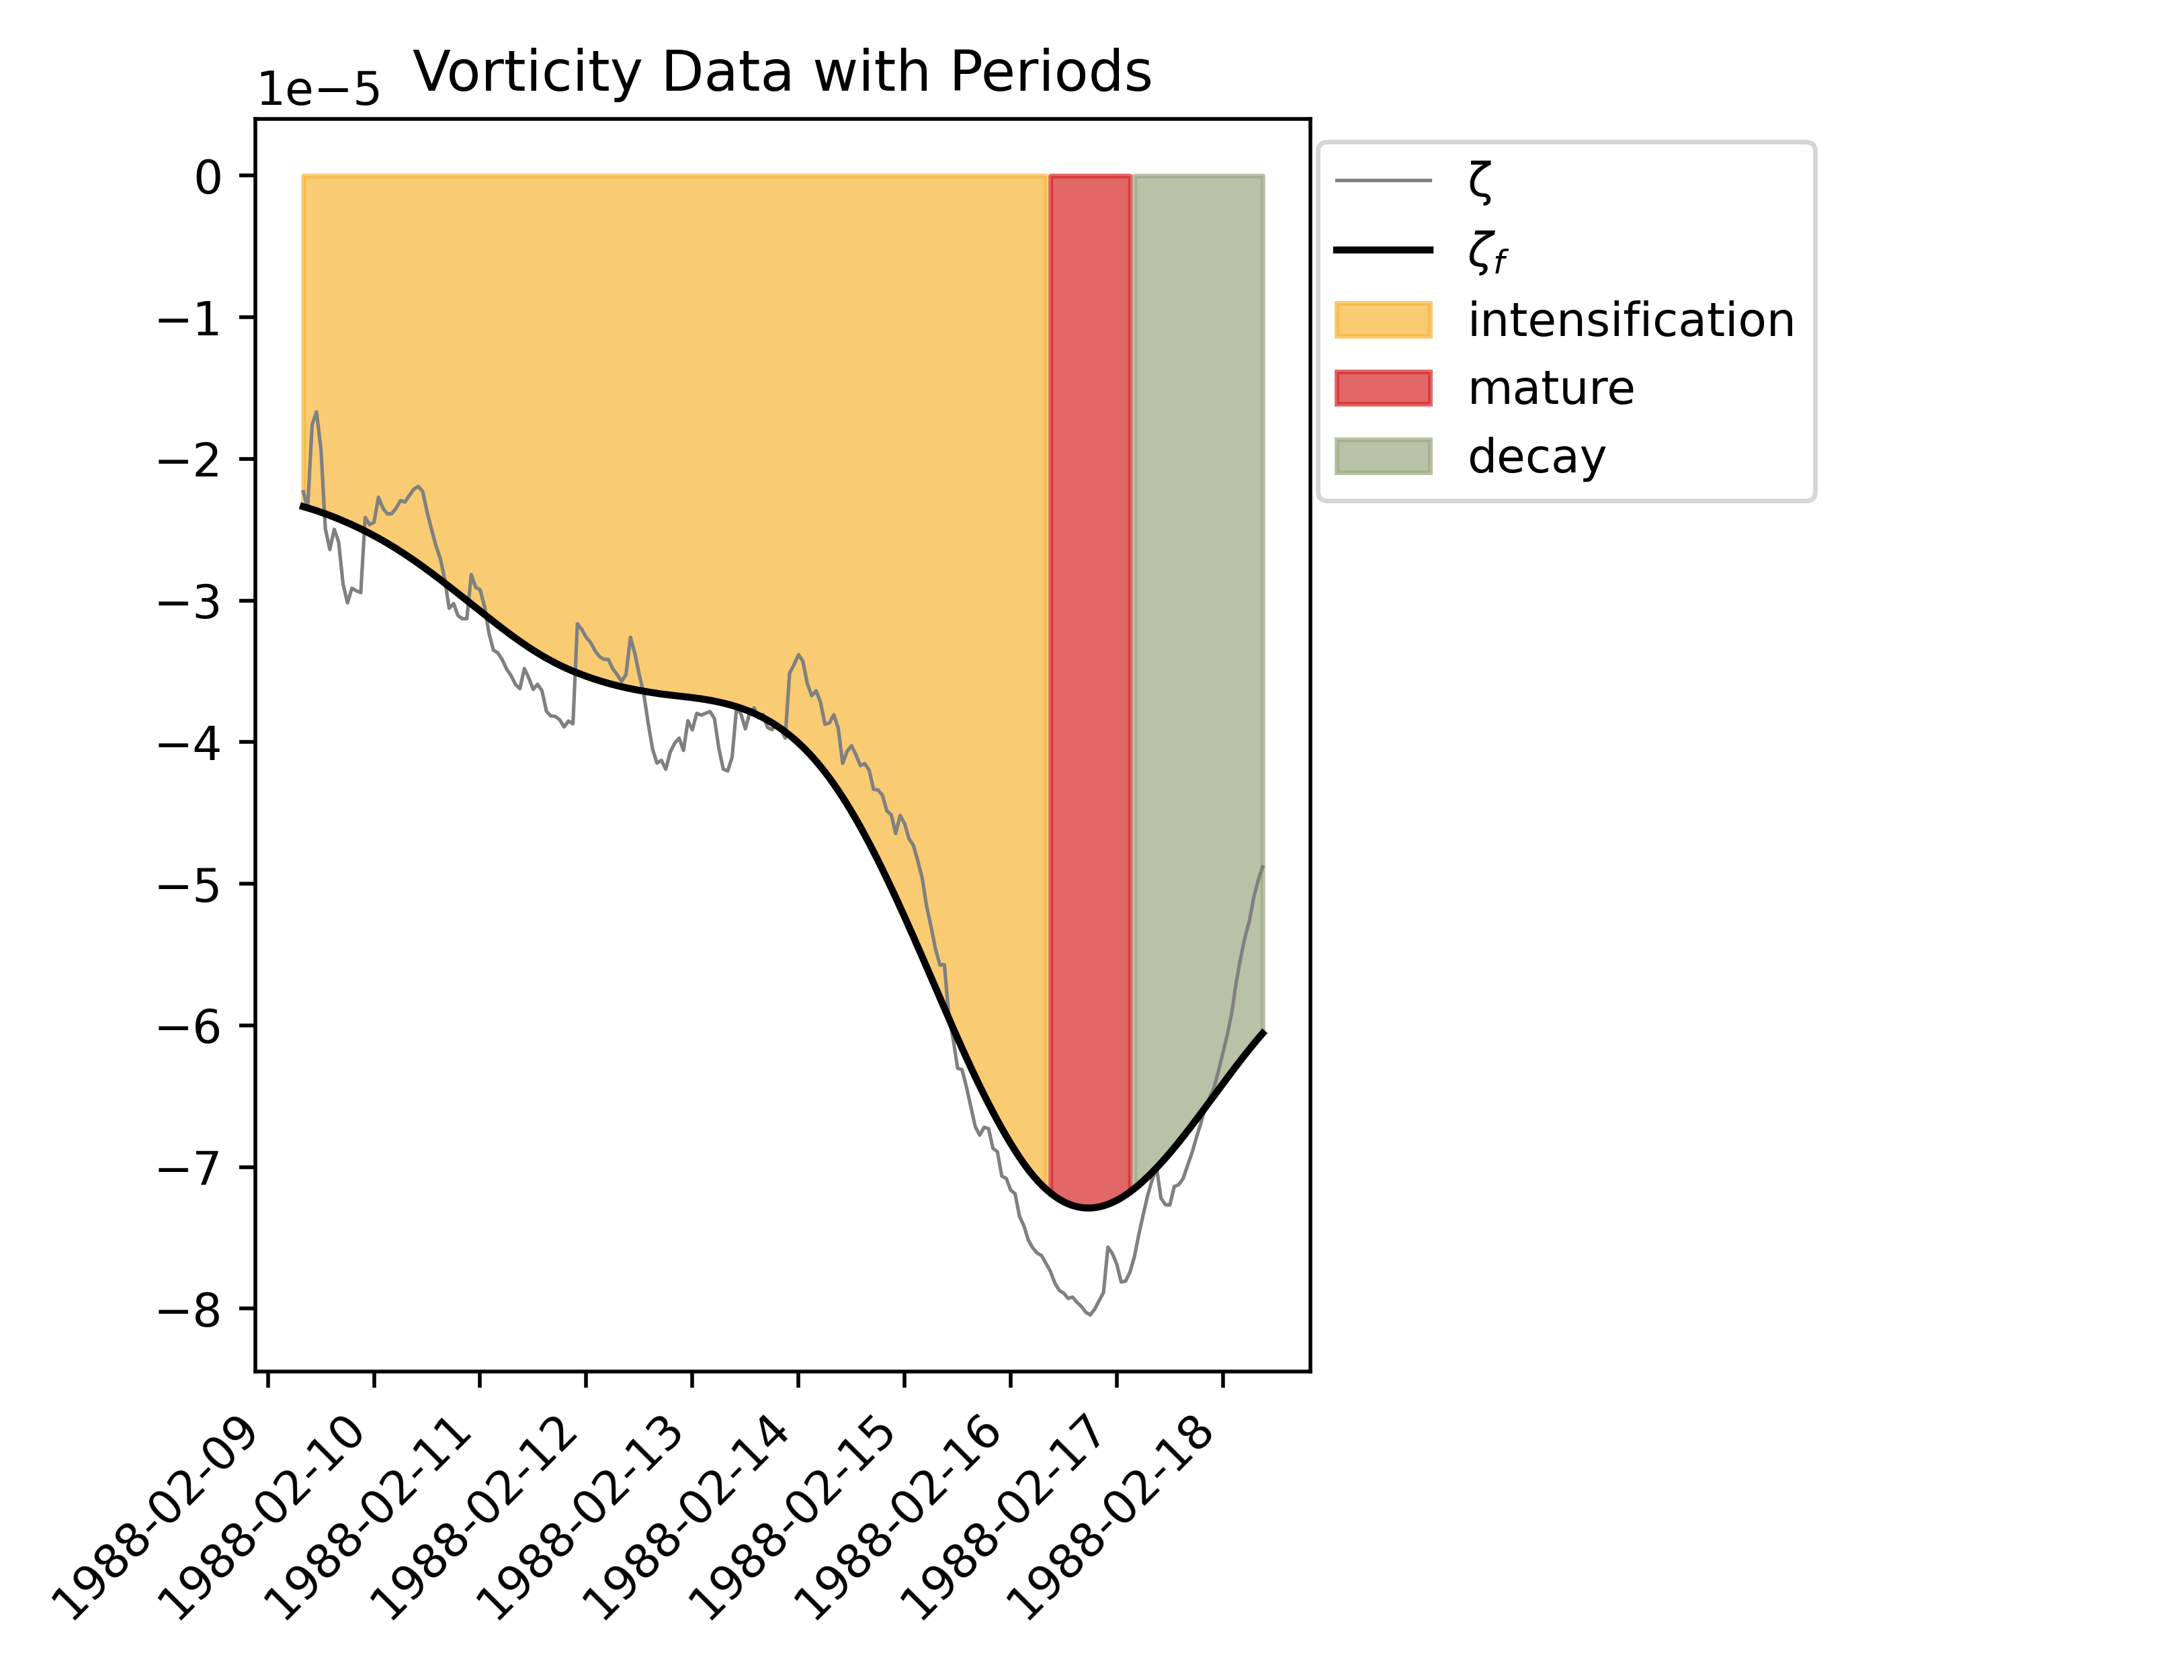 Vorticity Data with Periods
1e−5
0
−1
−2
−3
−4
−5
−6
−7
−8
1988-02-09
1988-02-10
1988-02-11
1988-02-12
1988-02-13
1988-02-14
1988-02-15
1988-02-16
1988-02-17
1988-02-18
ζ
ζ_f
intensification
mature
decay